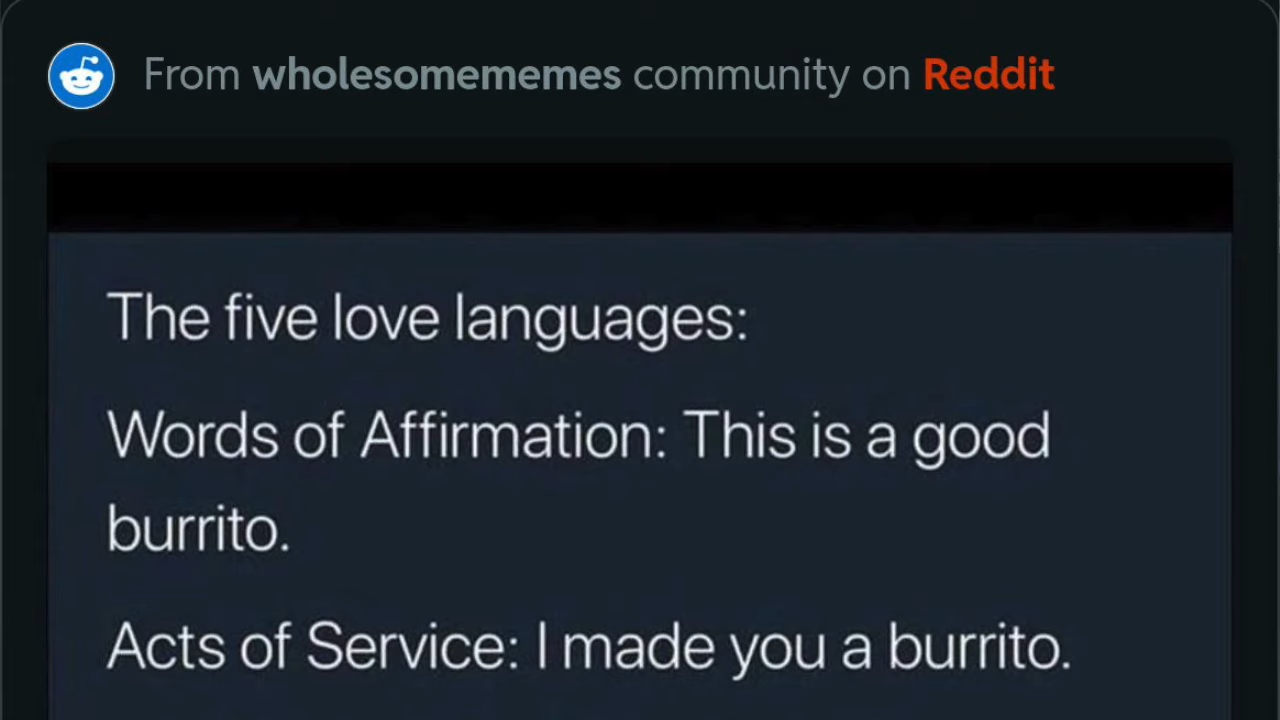 From wholesomememes community on Reddit
The five love languages:
Words of Affirmation: This is a good
burrito.
Acts of Service: I made you a burrito.